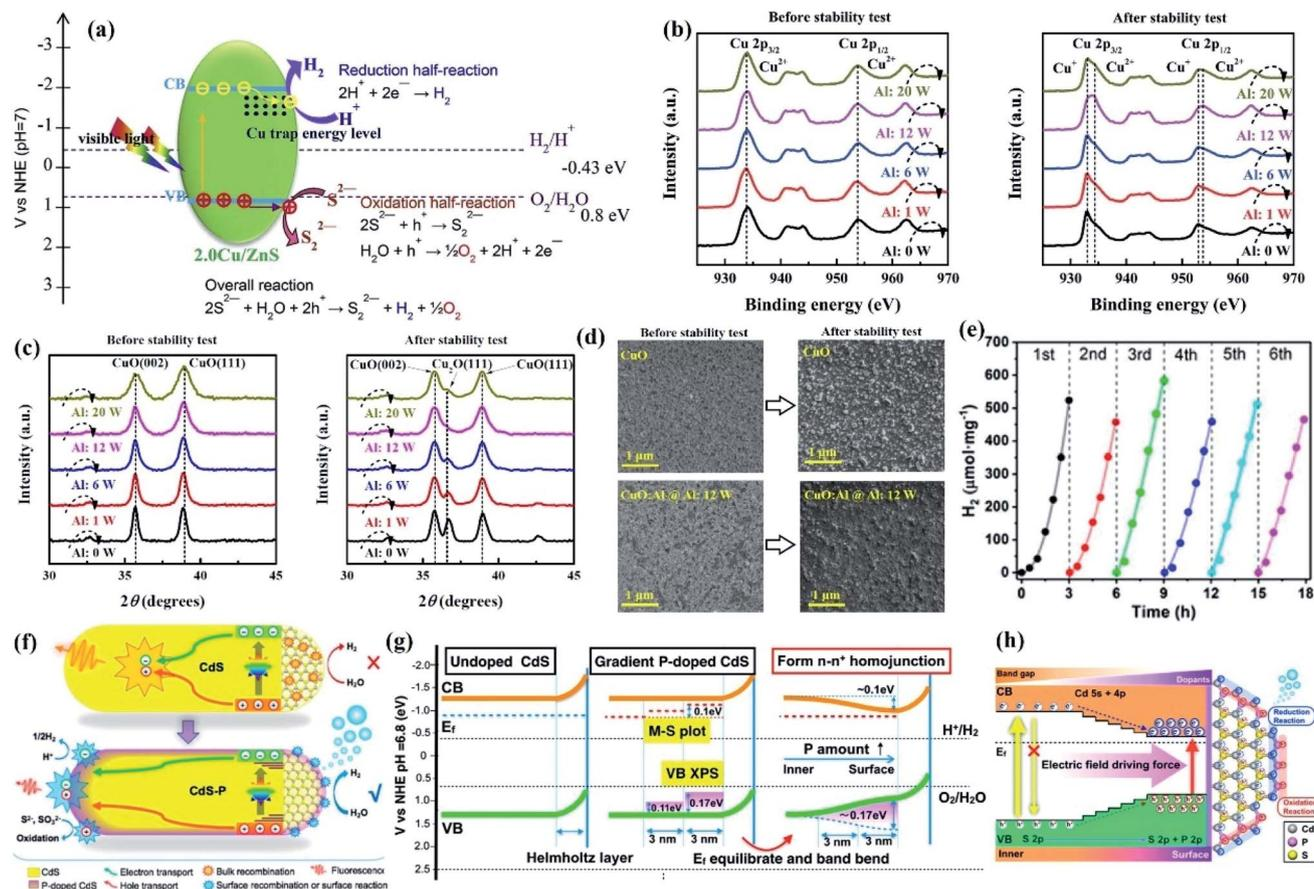 (a)
V vs NHE (pH=7)
-3
-2
-1
0
1
2
3
CB
H₂
Reduction half-reaction
2H⁺ + 2e⁻ → H₂
H⁺
Cu trap energy level
visible light
H₂/H⁺
-0.43 eV
VB
S²⁻
O₂/H₂O
0.8 eV
Oxidation half-reaction
2S²⁻ + h⁺ → S₂²⁻
S₂²⁻
H₂O + h⁺ → ½O₂ + 2H⁺ + 2e⁻
2.0Cu/ZnS
Overall reaction
2S²⁻ + H₂O + 2h⁺ → S₂²⁻ + H₂ + ½O₂
(b)
Before stability test
Cu 2p3/2
Cu 2p1/2
Cu²⁺
Cu²⁺
Al: 20 W
Al: 12 W
Al: 6 W
Al: 1 W
Al: 0 W
Intensity (a.u.)
930 940 950 960 970
Binding energy (eV)
After stability test
Cu 2p3/2
Cu 2p1/2
Cu⁺
Cu²⁺
Cu⁺
Cu²⁺
Al: 20 W
Al: 12 W
Al: 6 W
Al: 1 W
Al: 0 W
Intensity (a.u.)
930 940 950 960 970
Binding energy (eV)
(c)
Before stability test
CuO(002)
CuO(111)
Al: 20 W
Al: 12 W
Al: 6 W
Al: 1 W
Al: 0 W
Intensity (a.u.)
30 35 40 45
2θ (degrees)
After stability test
CuO(002)
Cu₂O(111)
CuO(111)
Al: 20 W
Al: 12 W
Al: 6 W
Al: 1 W
Al: 0 W
Intensity (a.u.)
30 35 40 45
2θ (degrees)
(d)
Before stability test
After stability test
CuO
1 μm
CuO
1 μm
CuO:Al @ Al: 12 W
1 μm
CuO:Al @ Al: 12 W
1 μm
(e)
H₂ (μmol·mg⁻¹)
700
600
500
400
300
200
100
0
1st 2nd 3rd 4th 5th 6th
0 3 6 9 12 15 18
Time (h)
(f)
CdS
H₂
H₂O
1/2H₂
H⁺
CdS-P
H₂
H₂O
S²⁻, SO₃²⁻
Oxidation
CdS
Electron transport
Bulk recombination
Fluorescence
P-doped CdS
Hole transport
Surface recombination or surface reaction
(g)
V vs NHE pH=6.8 (eV)
-2.0
-1.5
-1.0
-0.5
0
0.5
1.0
1.5
2.0
2.5
Undoped CdS
Gradient P-doped CdS
Form n-n⁺ homojunction
CB
Ef
VB
0.1eV
M-S plot
VB XPS
0.11eV
0.17eV
3 nm
3 nm
Helmholtz layer
~0.1eV
H⁺/H₂
P amount ↑
Inner
Surface
O₂/H₂O
~0.17eV
3 nm
3 nm
Ef equilibrate and band bend
(h)
Band gap
Dopants
CB
Cd 5s + 4p
Ef
Electric field driving force
VB
S 2p
S 2p + P 2p
Inner
Surface
Reduction
Reaction
Oxidation
Reaction
Cd
P
S